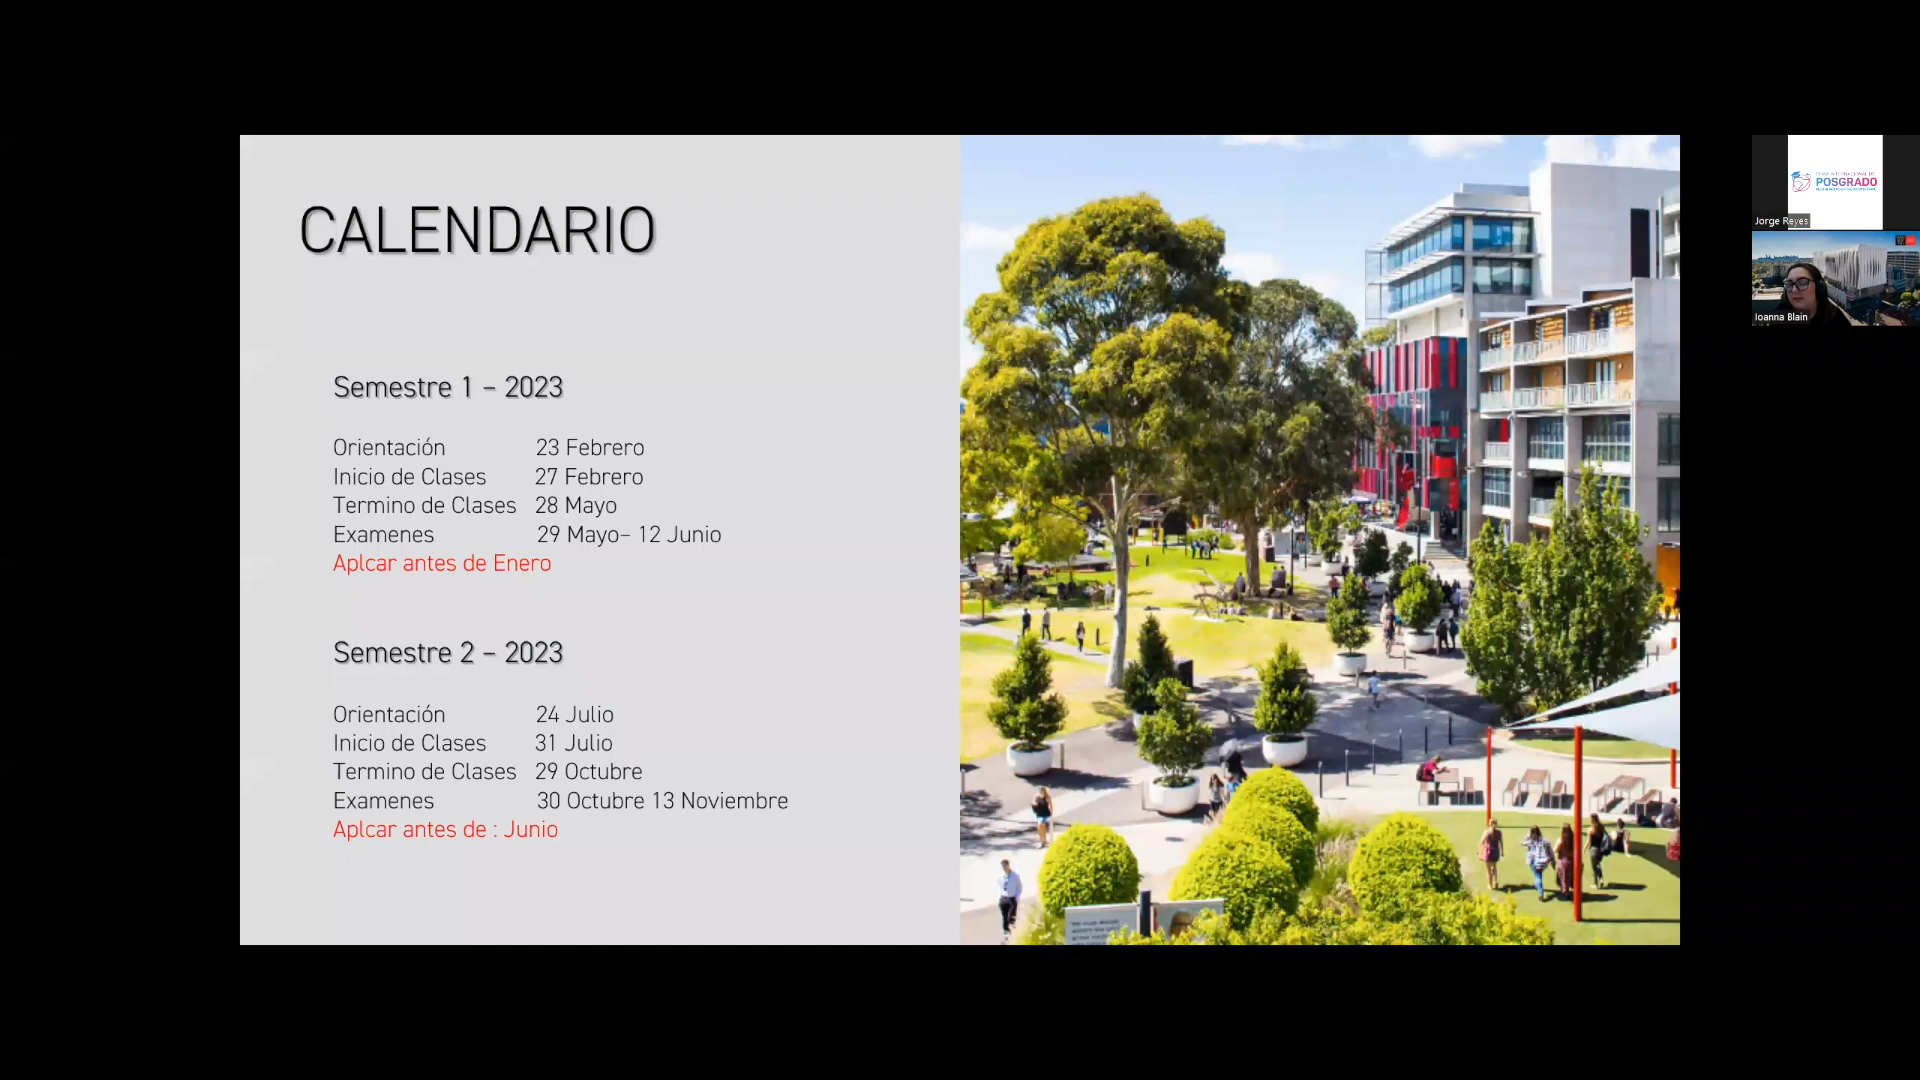 CALENDARIO
Semestre 1 – 2023
Orientación 23 Febrero
Inicio de Clases 27 Febrero
Termino de Clases 28 Mayo
Examenes 29 Mayo– 12 Junio
Aplcar antes de Enero
Semestre 2 – 2023
Orientación 24 Julio
Inicio de Clases 31 Julio
Termino de Clases 29 Octubre
Examenes 30 Octubre 13 Noviembre
Aplcar antes de : Junio
POSGRADO
Jorge Reyes
Ioanna Blain